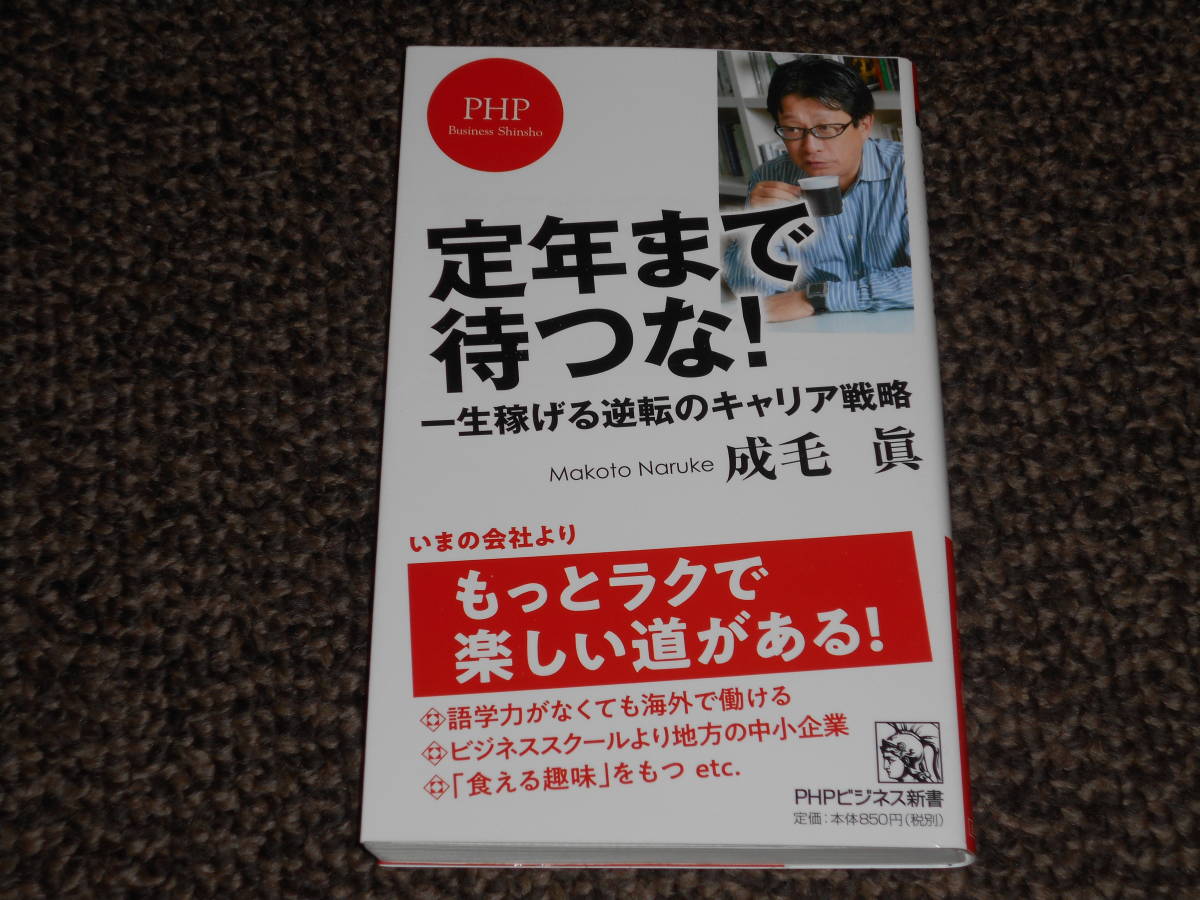 PHP
Business Shinsho
定年まで
待つな!
一生稼げる逆転のキャリア戦略
Makoto Naruke 成毛 眞
いまの会社より
もっとラクで
楽しい道がある!
語学力がなくても海外で働ける
ビジネススクールより地方の中小企業
「食える趣味」をもつ etc.
PHPビジネス新書
定価:本体850円(税別)